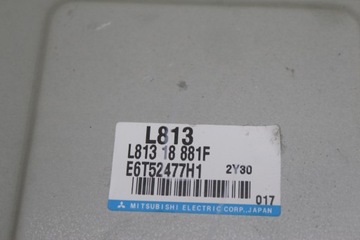 L813
L813 18 881F
E6T52477H1 2Y30
017
MITSUBISHI ELECTRIC CORP., JAPAN